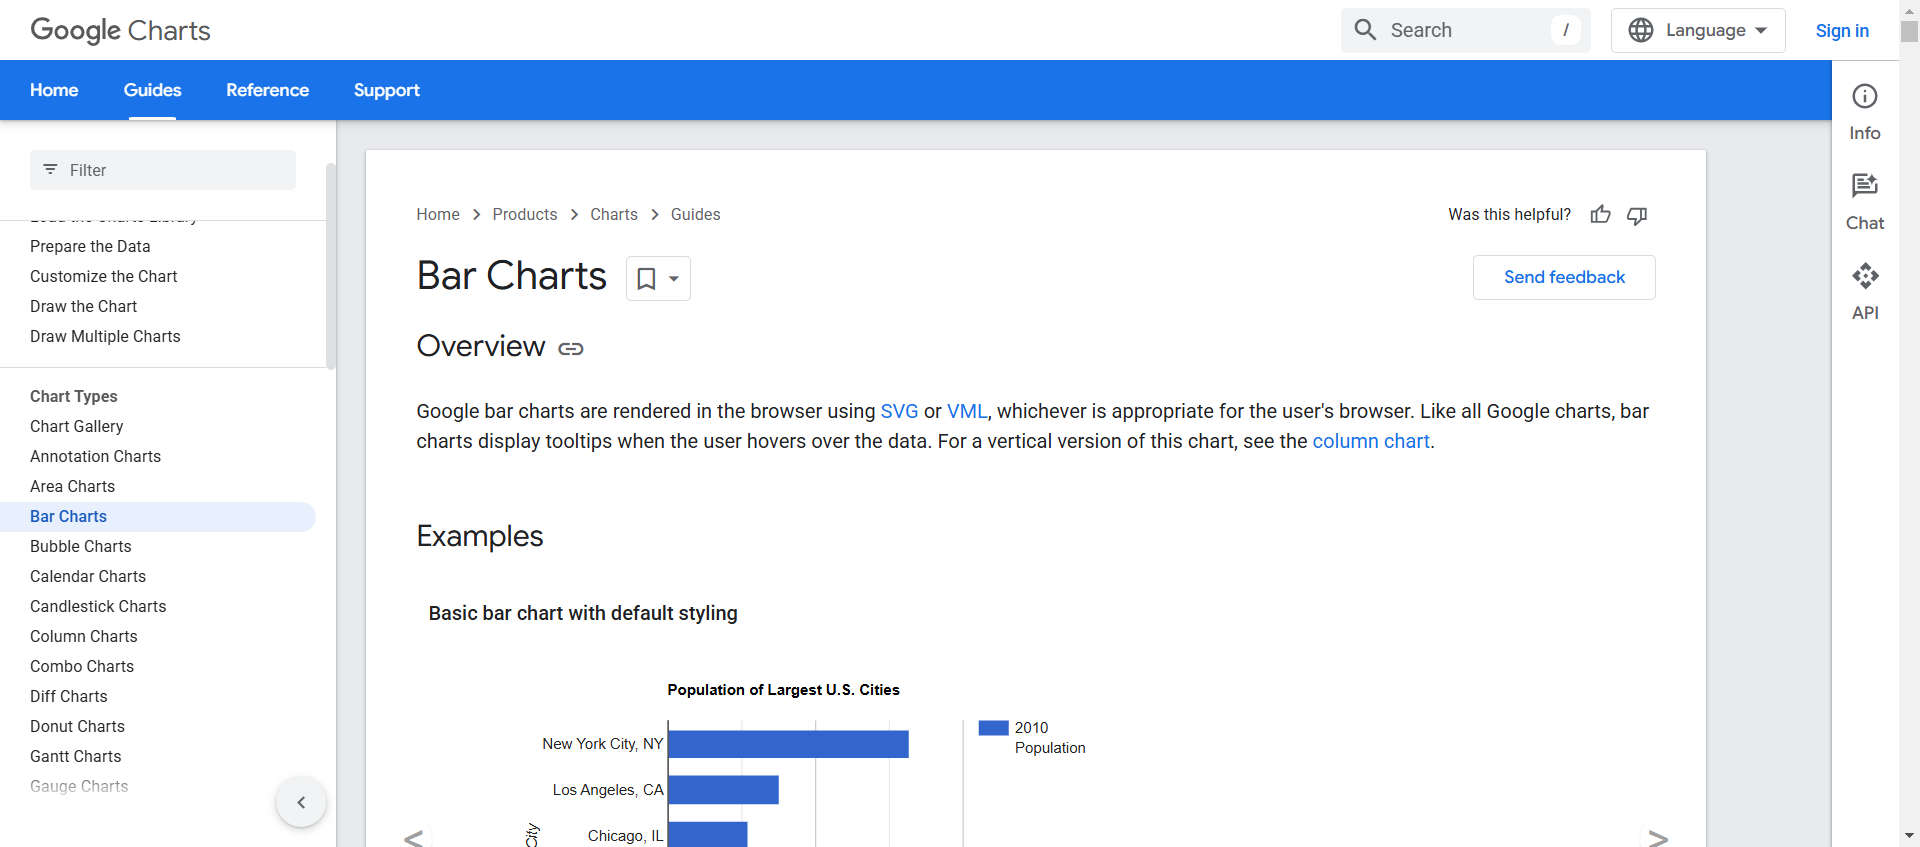 Google Charts
Search
/
Language
Sign in
Home
Guides
Reference
Support
Info
Chat
API
Filter
Load the Charts Library
Prepare the Data
Customize the Chart
Draw the Chart
Draw Multiple Charts
Chart Types
Chart Gallery
Annotation Charts
Area Charts
Bar Charts
Bubble Charts
Calendar Charts
Candlestick Charts
Column Charts
Combo Charts
Diff Charts
Donut Charts
Gantt Charts
Gauge Charts
Home > Products > Charts > Guides
Was this helpful?
Bar Charts
Send feedback
Overview
Google bar charts are rendered in the browser using SVG or VML, whichever is appropriate for the user's browser. Like all Google charts, bar
charts display tooltips when the user hovers over the data. For a vertical version of this chart, see the column chart.
Examples
Basic bar chart with default styling
Population of Largest U.S. Cities
New York City, NY
Los Angeles, CA
Chicago, IL
City
2010
Population
<
>